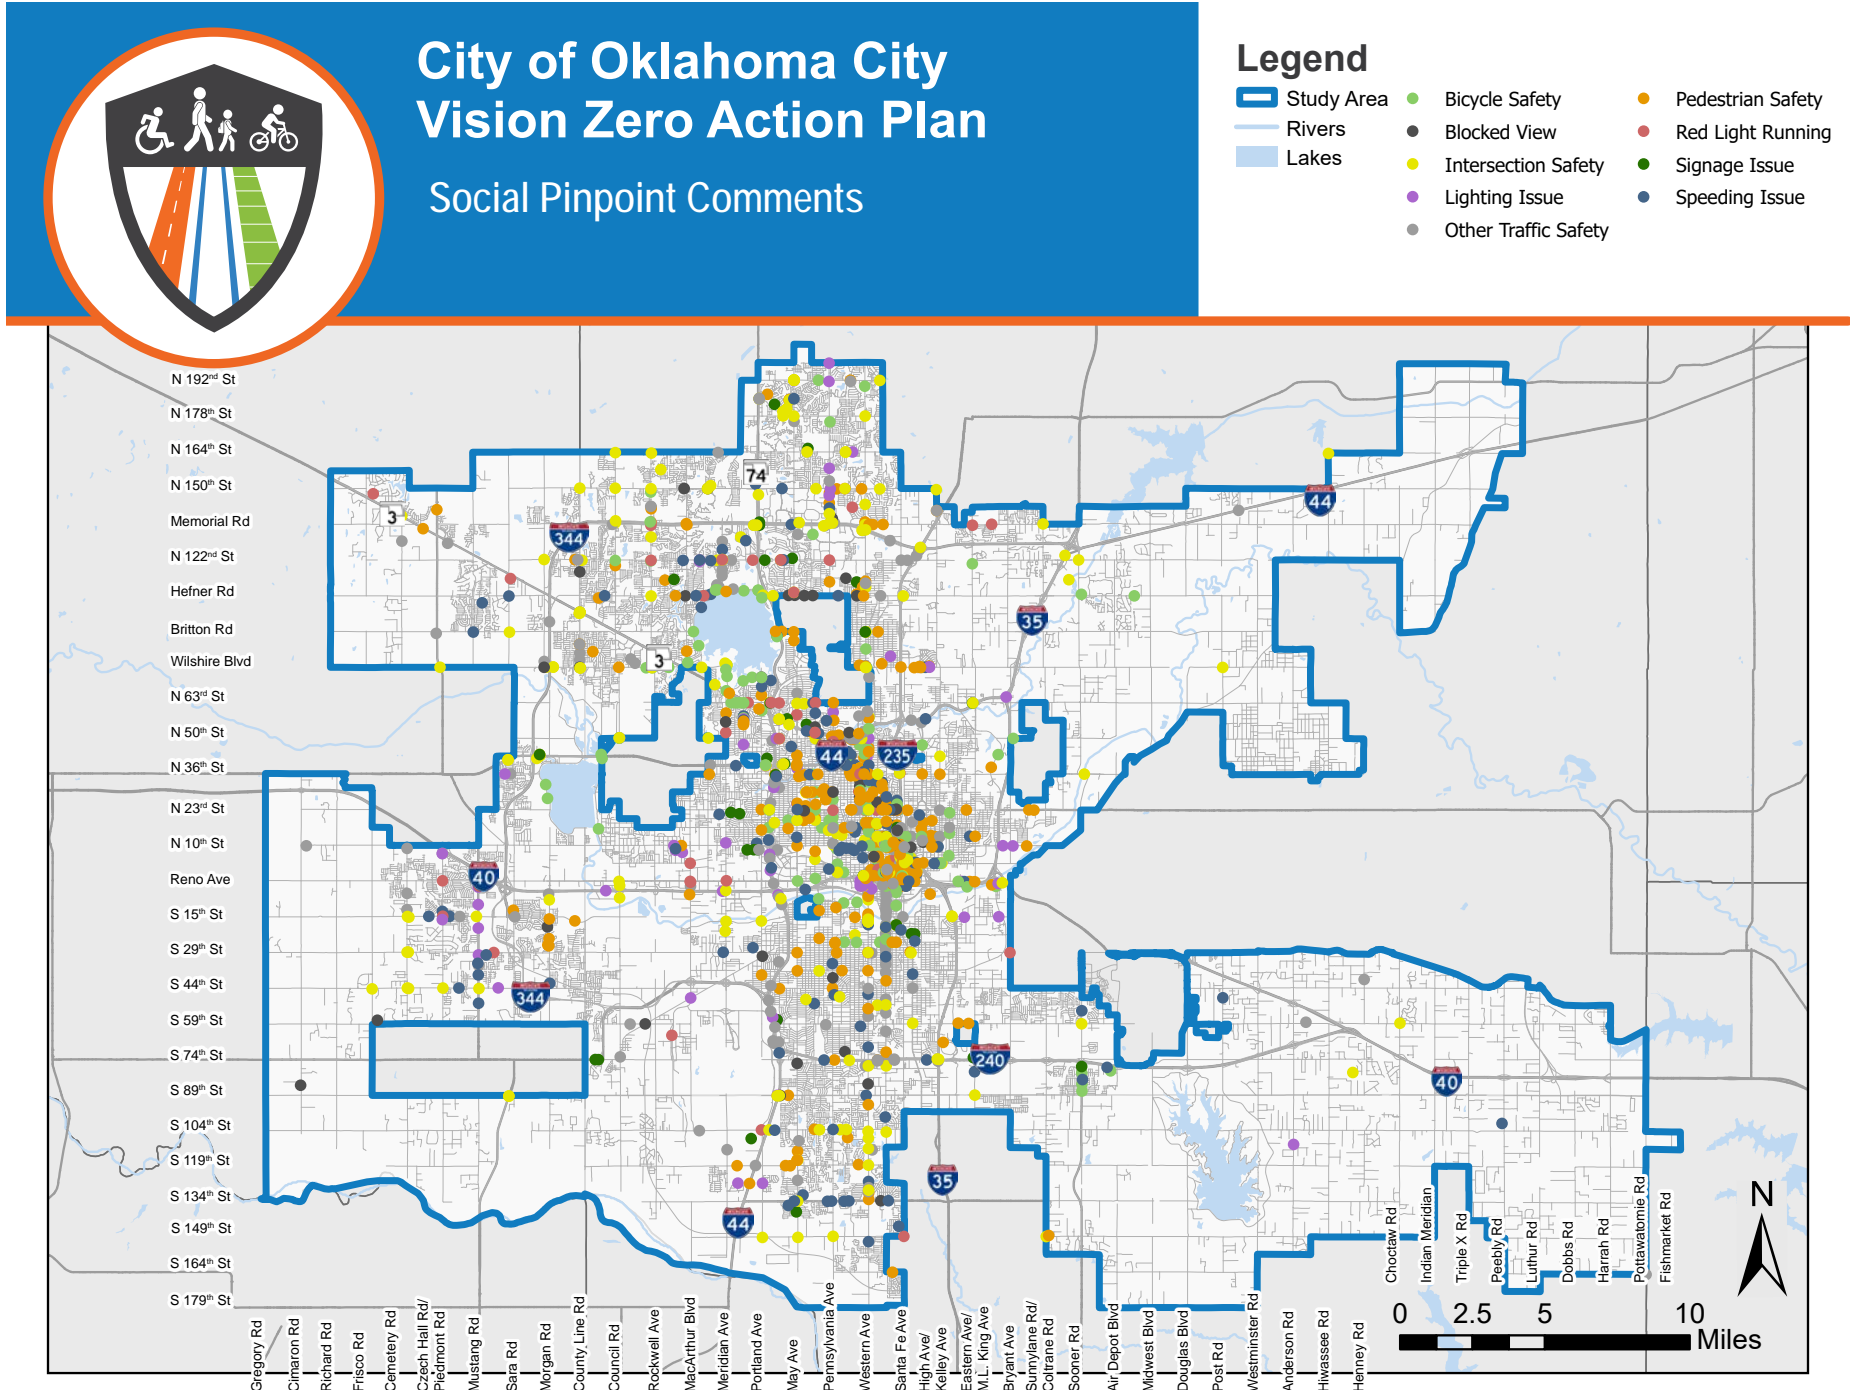 City of Oklahoma City
Vision Zero Action Plan
Social Pinpoint Comments
Legend
Study Area
Rivers
Lakes
Bicycle Safety
Blocked View
Intersection Safety
Lighting Issue
Other Traffic Safety
Pedestrian Safety
Red Light Running
Signage Issue
Speeding Issue
N 192nd St
N 178th St
N 164th St
N 150th St
Memorial Rd
N 122nd St
Hefner Rd
Britton Rd
Wilshire Blvd
N 63rd St
N 50th St
N 36th St
N 23rd St
N 10th St
Reno Ave
S 15th St
S 29th St
S 44th St
S 59th St
S 74th St
S 89th St
S 104th St
S 119th St
S 134th St
S 149th St
S 164th St
S 179th St
74
3
344
44
35
3
44
235
40
344
240
40
35
44
Gregory Rd
Cimaron Rd
Richard Rd
Frisco Rd
Cemetery Rd
Czech Hall Rd/
Piedmont Rd
Mustang Rd
Sara Rd
Morgan Rd
County Line Rd
Council Rd
Rockwell Ave
MacArthur Blvd
Meridian Ave
Portland Ave
May Ave
Pennsylvania Ave
Western Ave
Santa Fe Ave
High Ave/
Kelley Ave
Eastern Ave/
M.L. King Ave
Bryant Ave
Sunnylane Rd/
Coltrane Rd
Sooner Rd
Air Depot Blvd
Midwest Blvd
Douglas Blvd
Post Rd
Westminster Rd
Anderson Rd
Hiwassee Rd
Henney Rd
Choctaw Rd
Indian Meridian
Triple X Rd
Peebly Rd
Luthur Rd
Dobbs Rd
Harrah Rd
Pottawatomie Rd
Fishmarket Rd
N
0 2.5 5 10
Miles